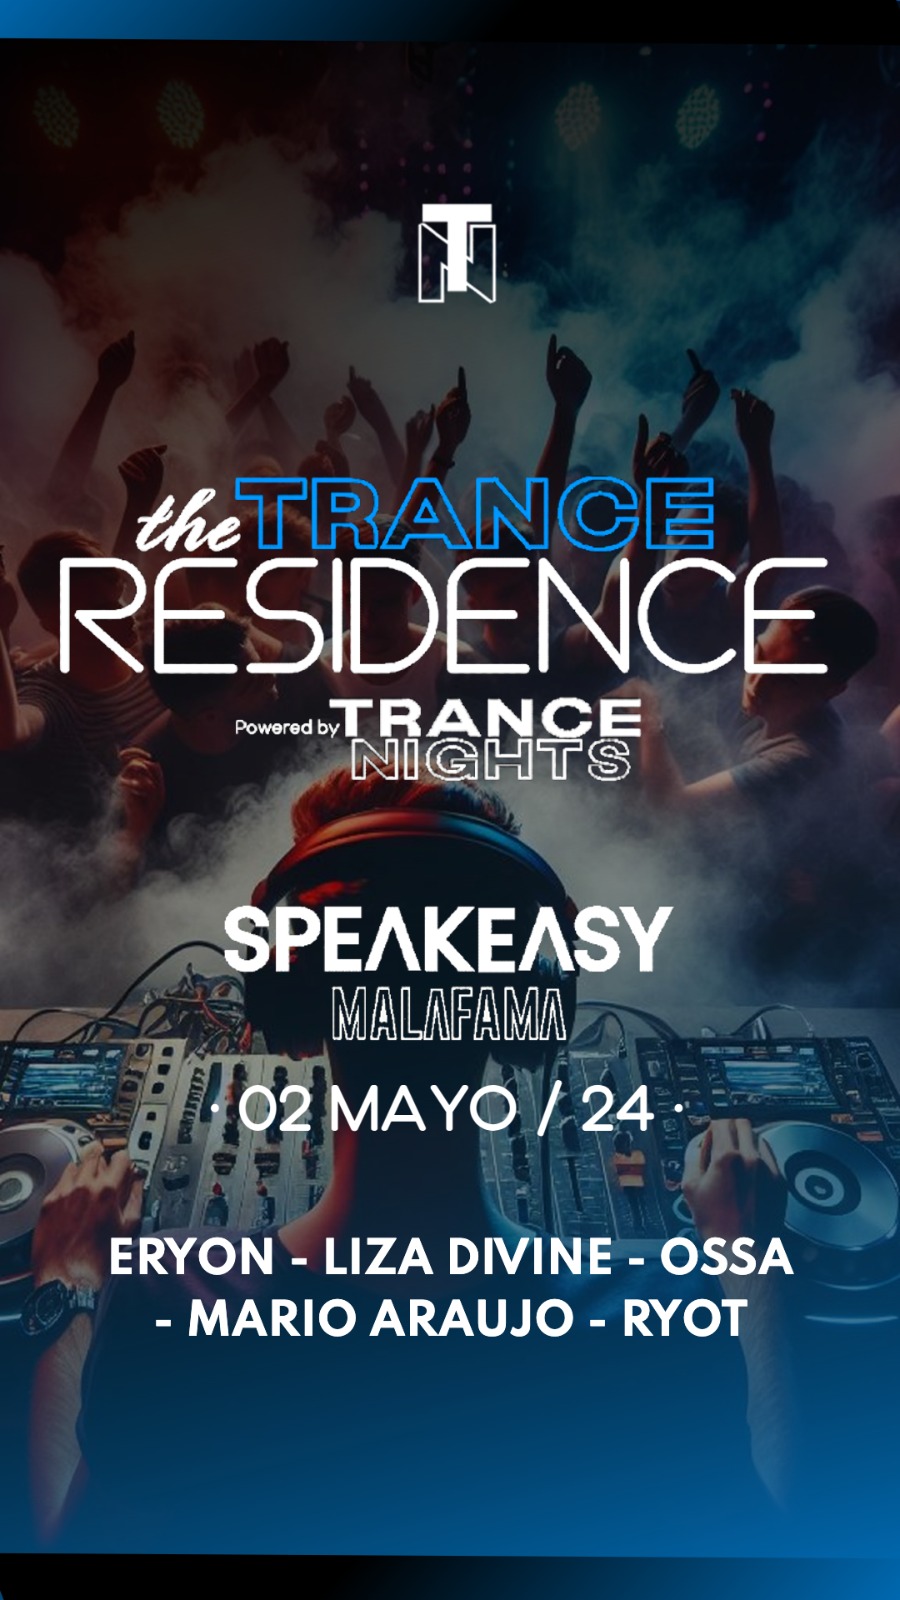 TN
the TRANCE
RESIDENCE
Powered by TRANCE
NIGHTS
SPEAKEASY
MALAFAMA
· 02 MAYO / 24 ·
ERYON - LIZA DIVINE - OSSA
- MARIO ARAUJO - RYOT